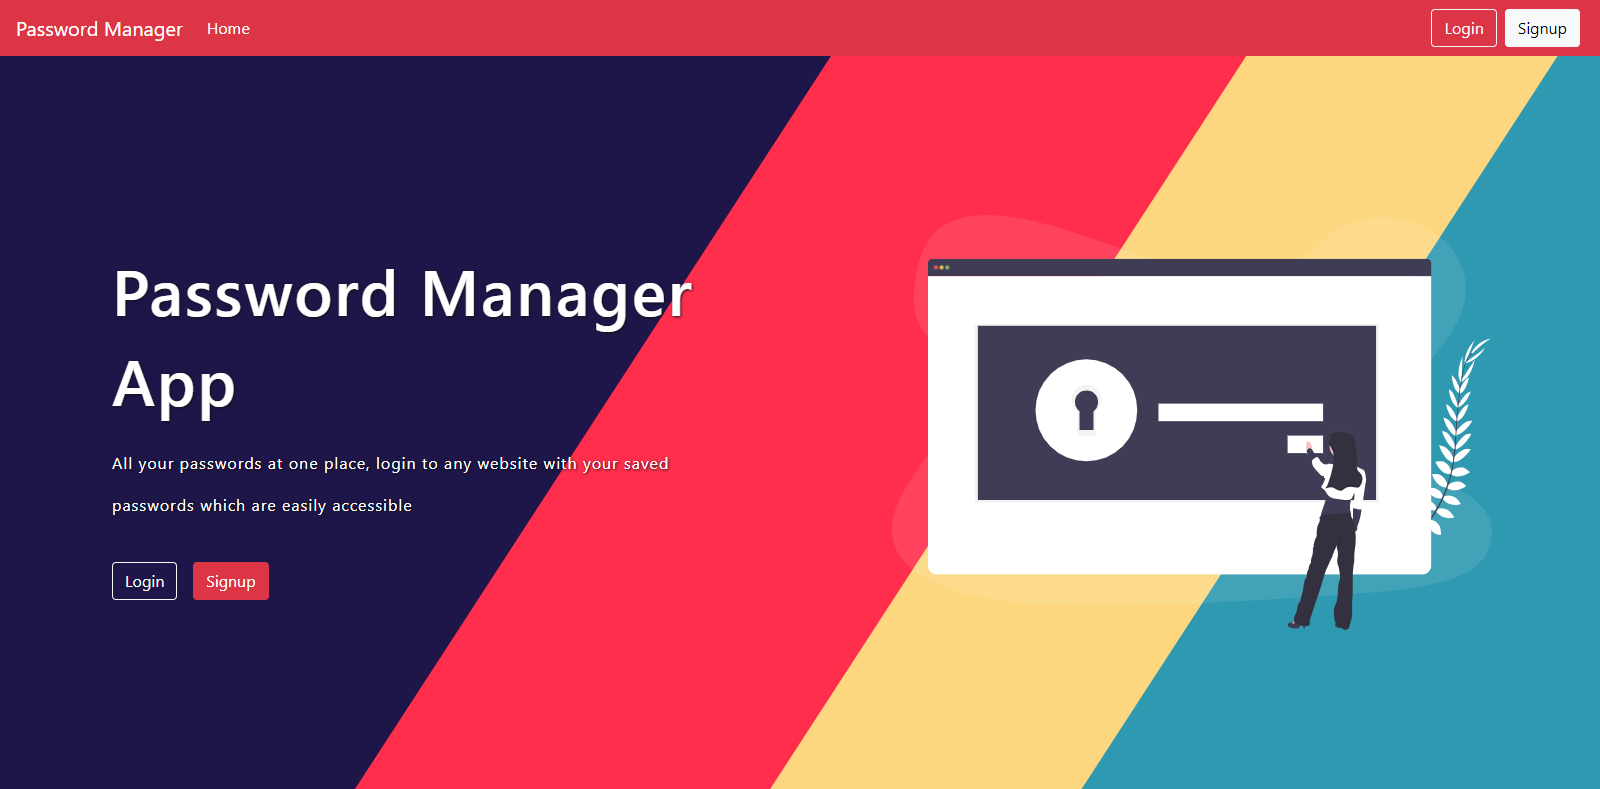 Password Manager Home Login Signup
Password Manager
App
All your passwords at one place, login to any website with your saved
passwords which are easily accessible
Login Signup